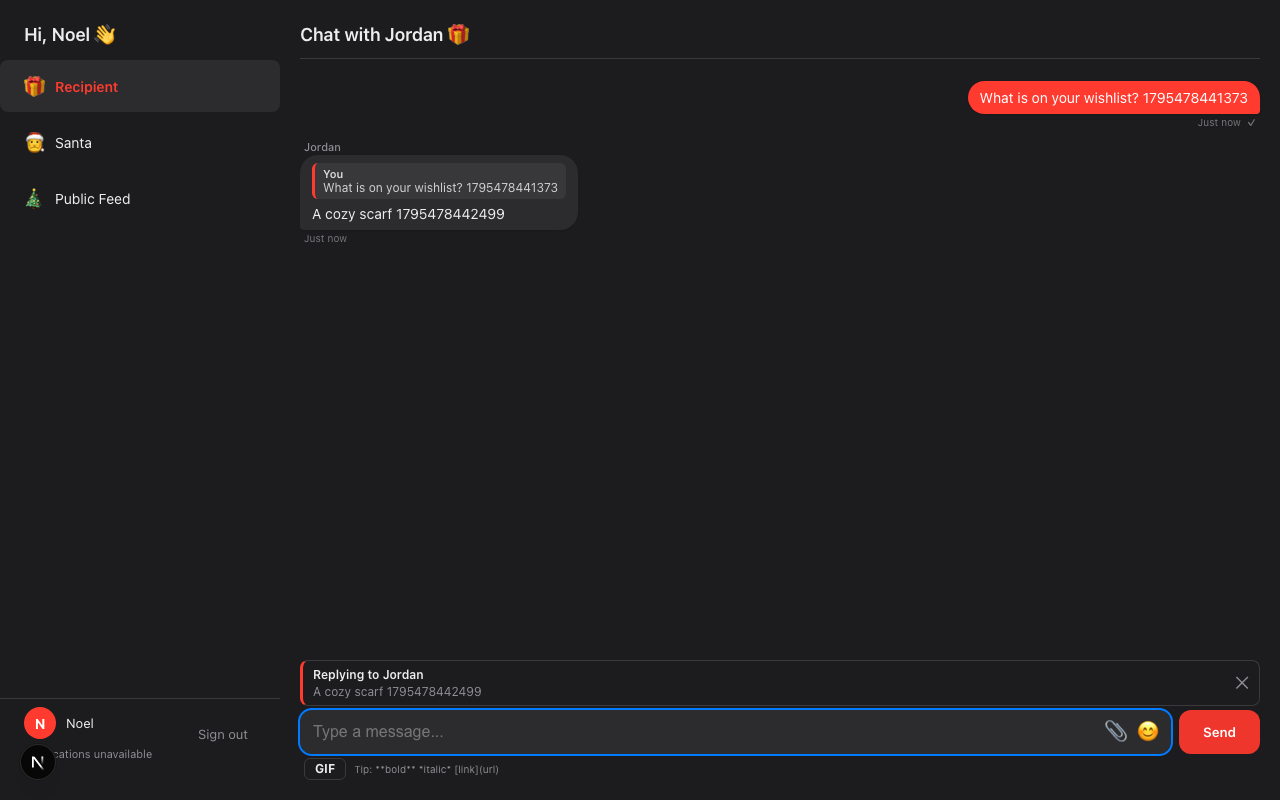 Hi, Noel 👋
Recipient
Santa
Public Feed
N
Noel
Sign out
cations unavailable
N
Chat with Jordan 🎁
What is on your wishlist? 1795478441373
Just now ✓
Jordan
You
What is on your wishlist? 1795478441373
A cozy scarf 1795478442499
Just now
Replying to Jordan
A cozy scarf 1795478442499
Type a message...
Send
GIF
Tip: **bold** *italic* [link](url)